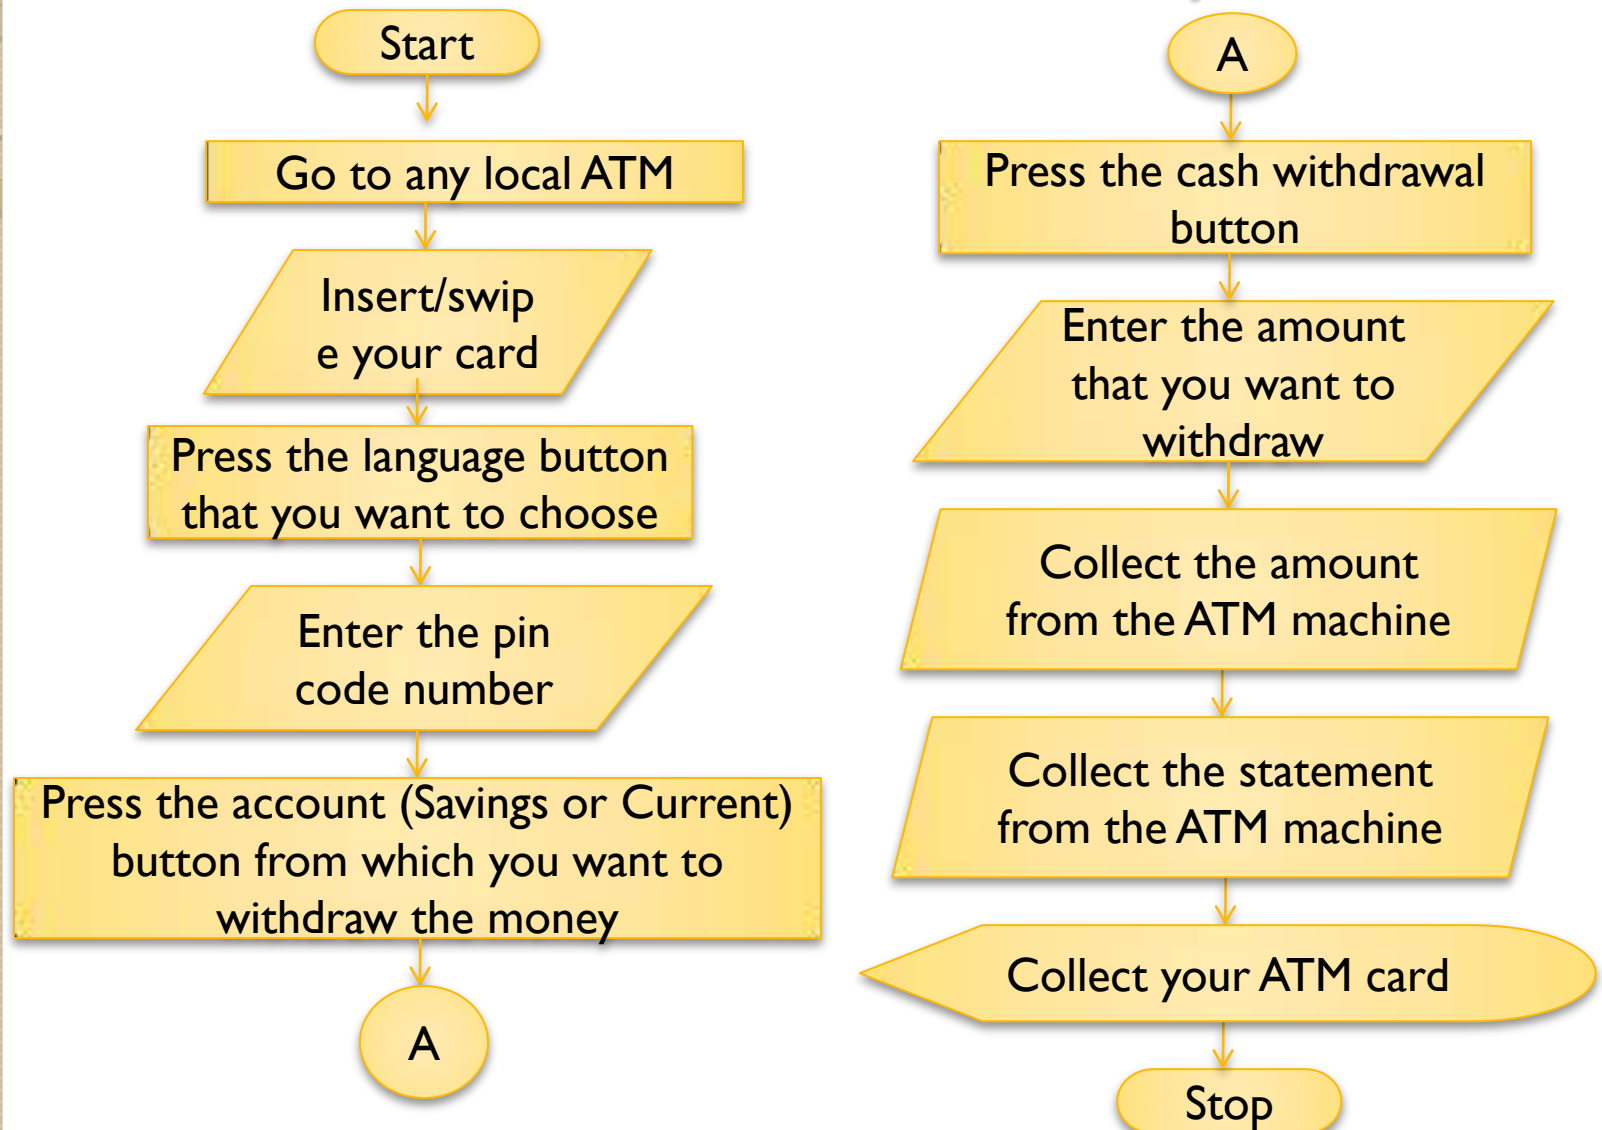 Start
Go to any local ATM
Insert/swip
e your card
Press the language button
that you want to choose
Enter the pin
code number
Press the account (Savings or Current)
button from which you want to
withdraw the money
A
A
Press the cash withdrawal
button
Enter the amount
that you want to
withdraw
Collect the amount
from the ATM machine
Collect the statement
from the ATM machine
Collect your ATM card
Stop